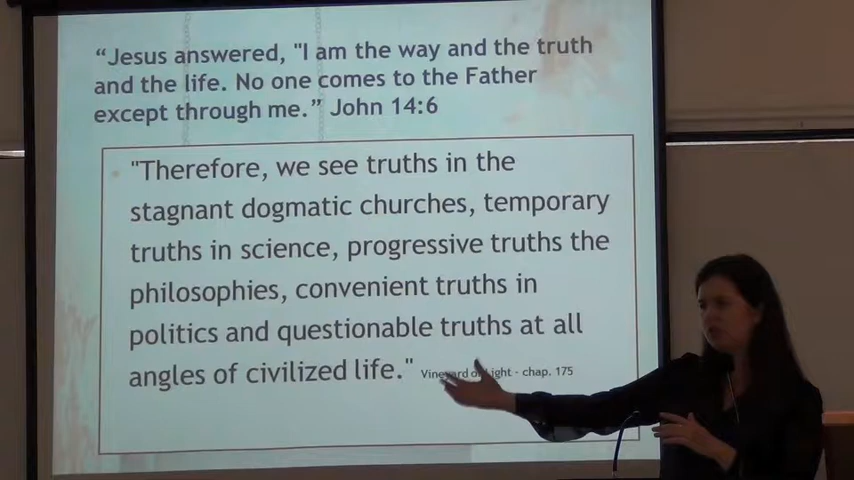 “Jesus answered, "I am the way and the truth
and the life. No one comes to the Father
except through me.” John 14:6
"Therefore, we see truths in the
stagnant dogmatic churches, temporary
truths in science, progressive truths the
philosophies, convenient truths in
politics and questionable truths at all
angles of civilized life." Vineyard of Light - chap. 175